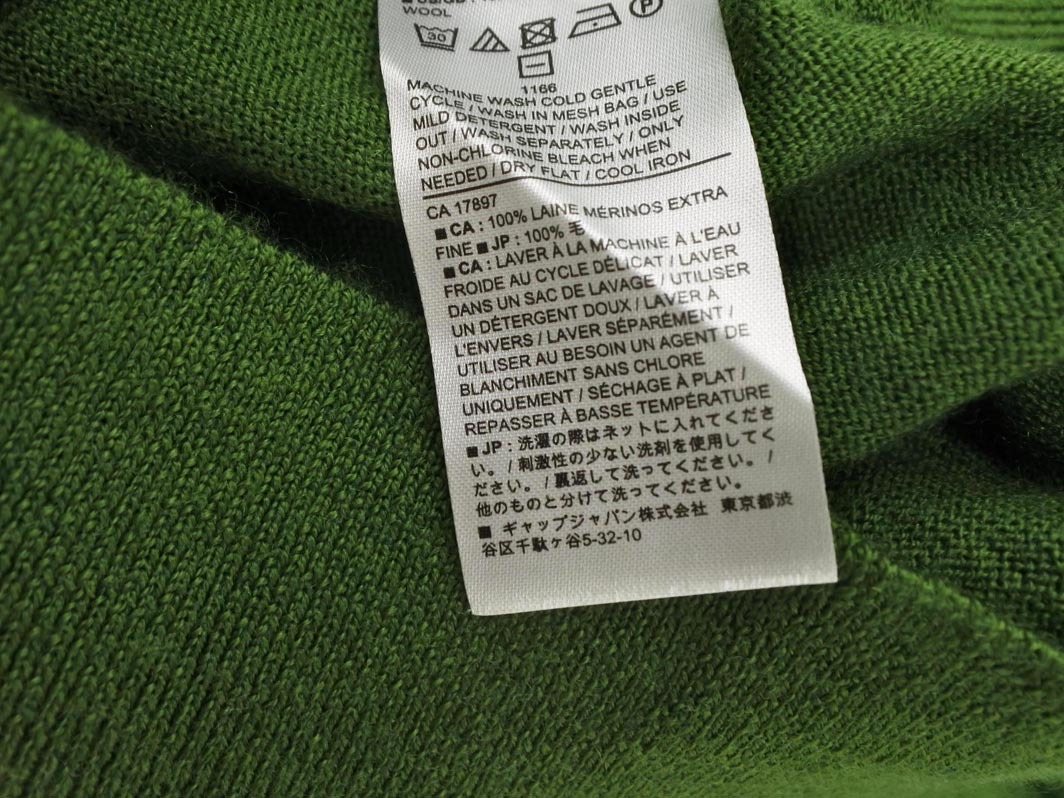 WOOL
30
P
1166
MACHINE WASH COLD GENTLE
CYCLE / WASH IN MESH BAG / USE
MILD DETERGENT / WASH INSIDE
OUT / WASH SEPARATELY / ONLY
NON-CHLORINE BLEACH WHEN
NEEDED / DRY FLAT / COOL IRON
CA 17897
■ CA : 100% LAINE MÉRINOS EXTRA
FINE ■ JP : 100% 毛
■ CA : LAVER À LA MACHINE À L'EAU
FROIDE AU CYCLE DÉLICAT / LAVER
DANS UN SAC DE LAVAGE / UTILISER
UN DÉTERGENT DOUX / LAVER À
L'ENVERS / LAVER SÉPARÉMENT /
UTILISER AU BESOIN UN AGENT DE
BLANCHIMENT SANS CHLORE
UNIQUEMENT / SÉCHAGE À PLAT /
REPASSER À BASSE TEMPÉRATURE
■ JP : 洗濯の際はネットに入れてくださ
い。 / 刺激性の少ない洗剤を使用してく
ださい。 / 裏返して洗ってください。 /
他のものと分けて洗ってください。
■ ギャップジャパン株式会社 東京都渋
谷区千駄ヶ谷5-32-10